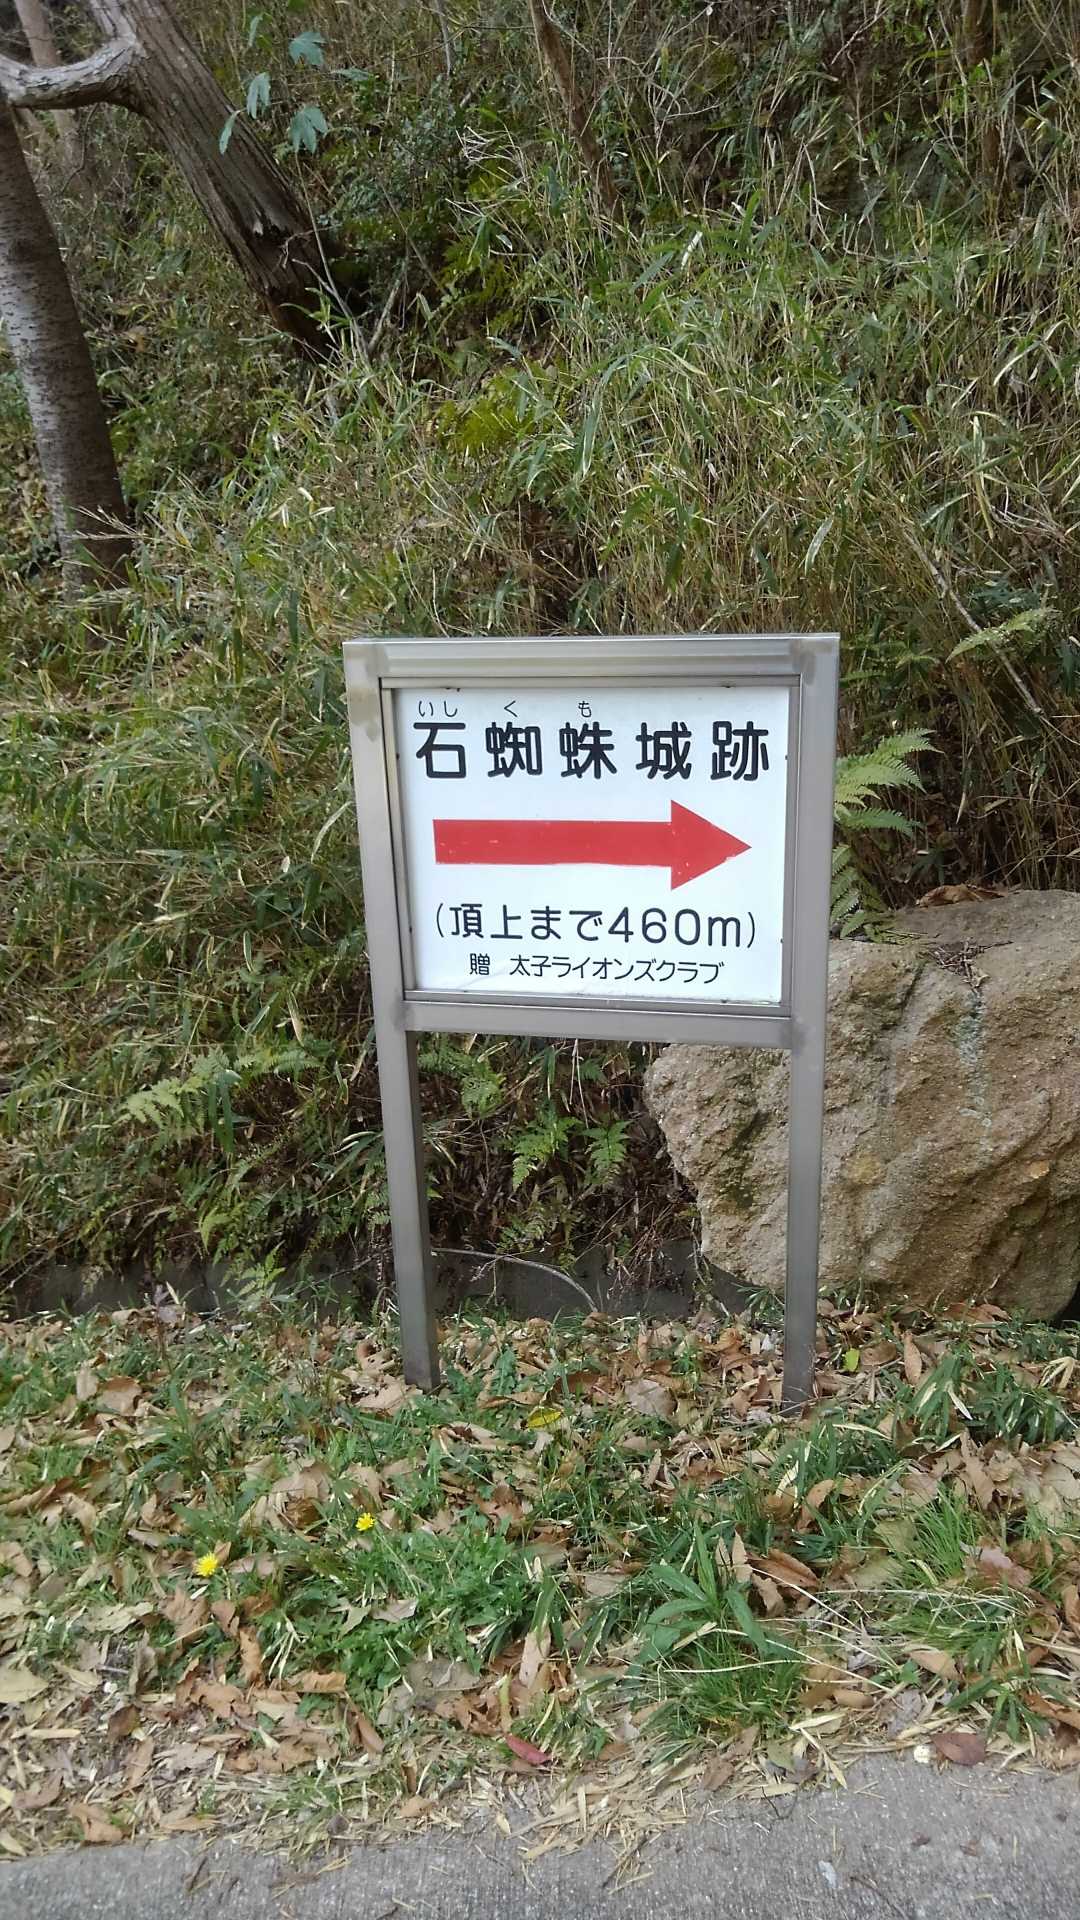 いし く も
石蜘蛛城跡
(頂上まで460m)
贈 太子ライオンズクラブ